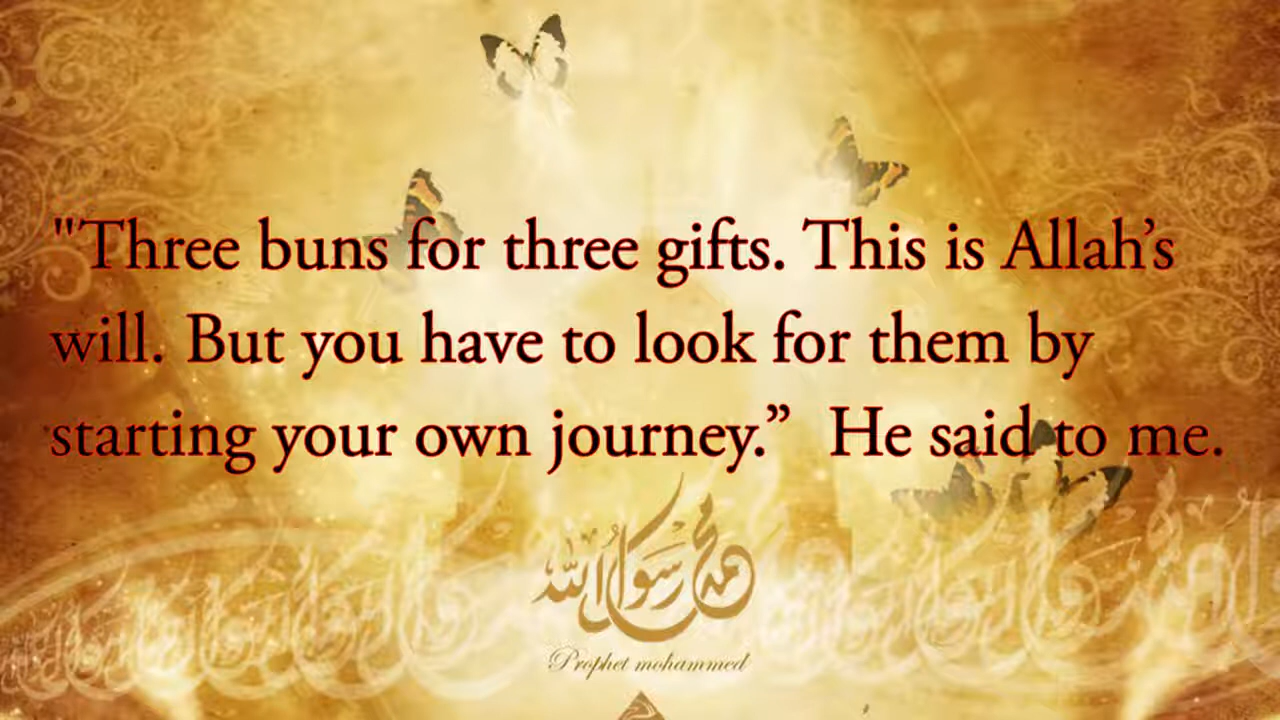 "Three buns for three gifts. This is Allah’s
will. But you have to look for them by
starting your own journey.”  He said to me.
محمد رسول الله
Prophet mohammed